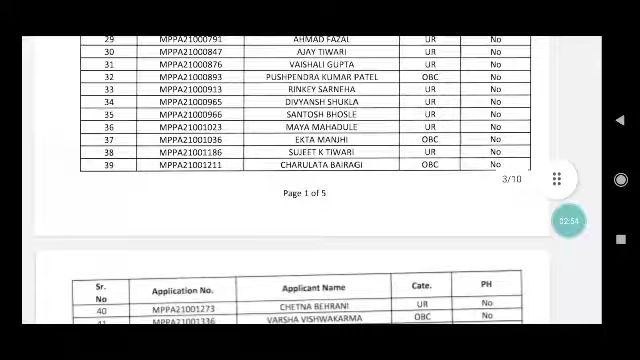 29 MPPA21000791 AHMAD FAZAL UR No
30 MPPA21000847 AJAY TIWARI UR No
31 MPPA21000876 VAISHALI GUPTA UR No
32 MPPA21000893 PUSHPENDRA KUMAR PATEL OBC No
33 MPPA21000913 RINKEY SARNEHA UR No
34 MPPA21000965 DIVYANSH SHUKLA UR No
35 MPPA21000966 SANTOSH BHOSLE UR No
36 MPPA21001023 MAYA MAHADULE UR No
37 MPPA21001036 EKTA MANJHI OBC No
38 MPPA21001186 SUJEET K TIWARI UR No
39 MPPA21001211 CHARULATA BAIRAGI OBC No
3/10
Page 1 of 5
02:54
Sr. No Application No. Applicant Name Cate. PH
40 MPPA21001273 CHETNA BEHRANI UR No
41 MPPA21001336 VARSHA VISHWAKARMA OBC No